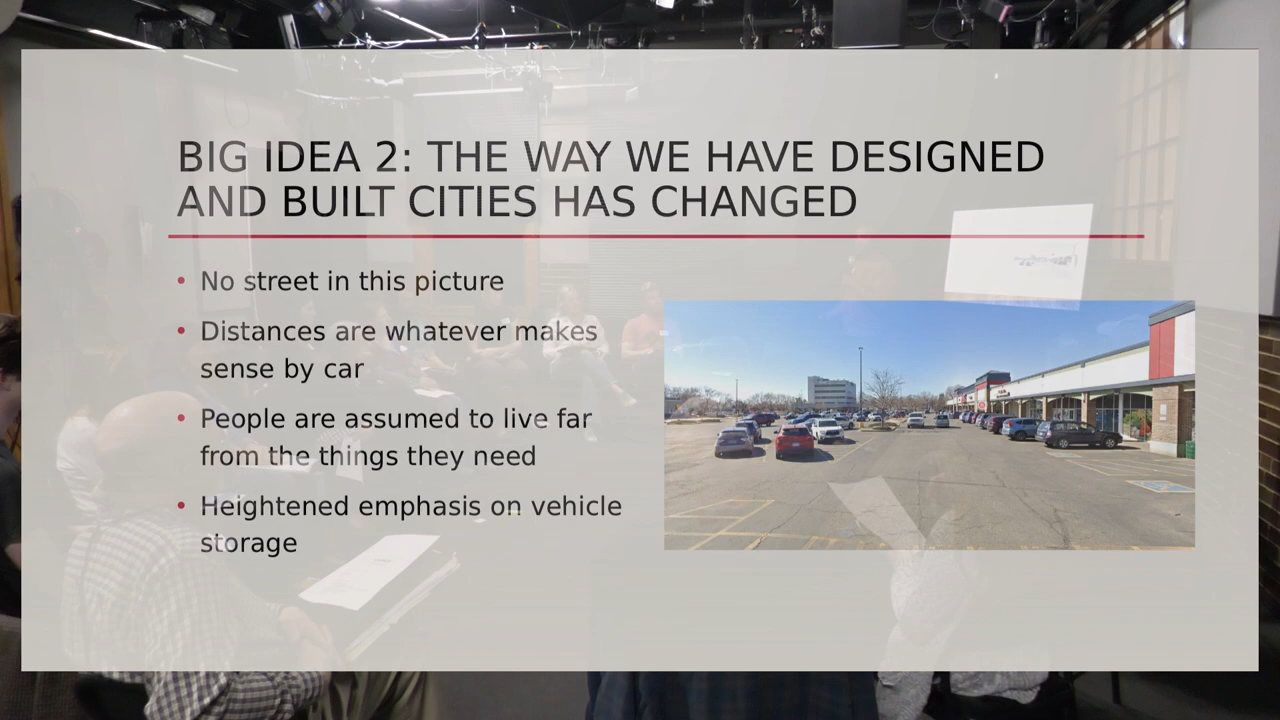 BIG IDEA 2: THE WAY WE HAVE DESIGNED
AND BUILT CITIES HAS CHANGED
• No street in this picture
• Distances are whatever makes
sense by car
• People are assumed to live far
from the things they need
• Heightened emphasis on vehicle
storage